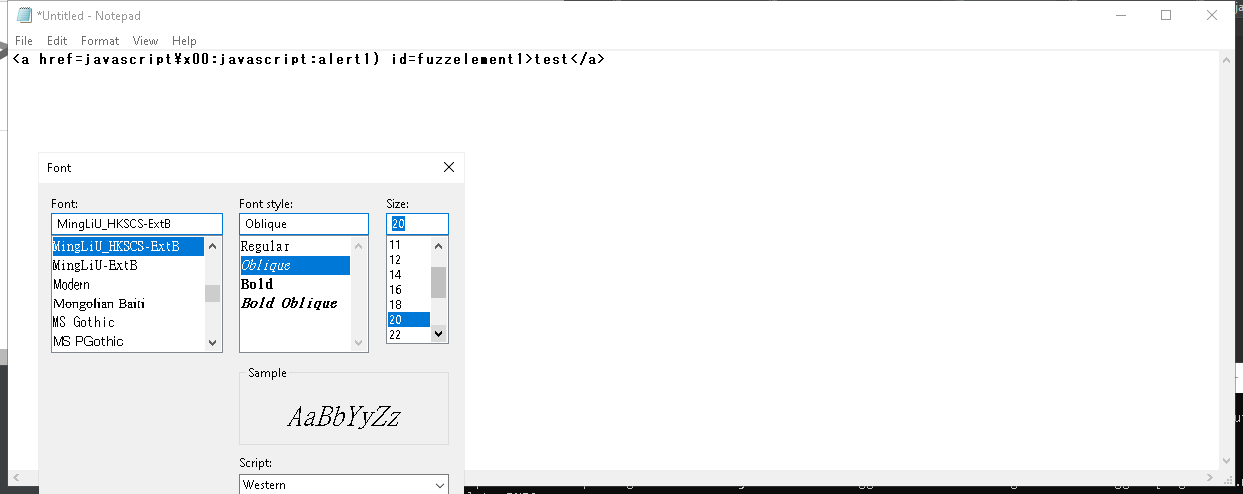 *Untitled - Notepad
File Edit Format View Help
<a href=javascript¥x00:javascript:alert1) id=fuzzelement1>test</a>
Font
Font: Font style: Size:
MingLiU_HKSCS-ExtB Oblique 20
MingLiU_HKSCS-ExtB Regular 11
MingLiU-ExtB Oblique 12
Modern Bold 14
Mongolian Baiti Bold Oblique 16
MS Gothic 18
MS PGothic 20
22
Sample
AaBbYyZz
Script:
Western